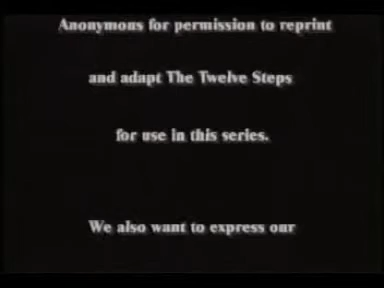 Anonymous for permission to reprint
and adapt The Twelve Steps
for use in this series.
We also want to express our